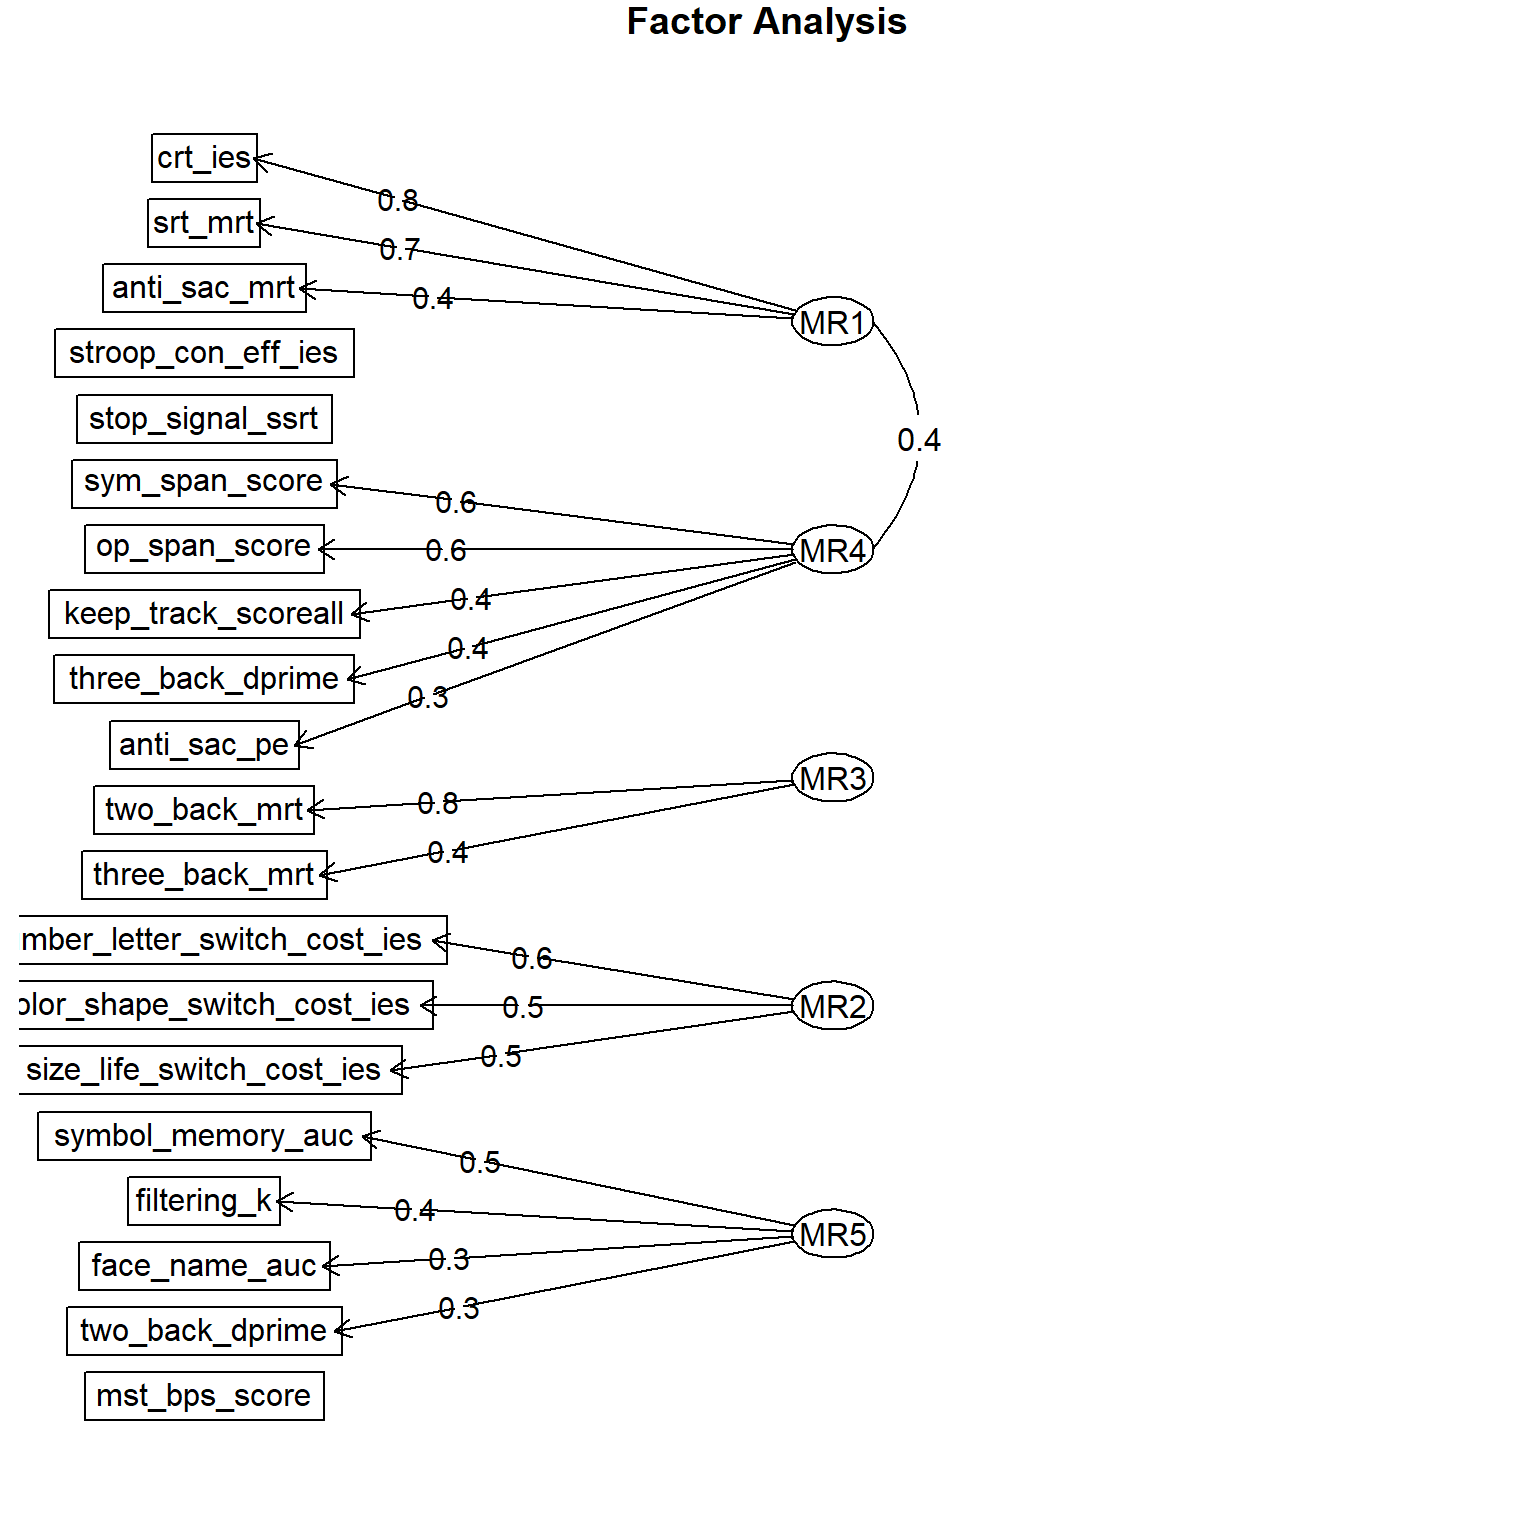 Factor Analysis
crt_ies
0.8
srt_mrt
0.7
anti_sac_mrt
0.4
MR1
stroop_con_eff_ies
stop_signal_ssrt
0.4
sym_span_score
0.6
op_span_score
0.6
MR4
keep_track_scoreall
0.4
three_back_dprime
0.4
anti_sac_pe
0.3
two_back_mrt
0.8
MR3
three_back_mrt
0.4
mber_letter_switch_cost_ies
0.6
olor_shape_switch_cost_ies
0.5
MR2
size_life_switch_cost_ies
0.5
symbol_memory_auc
0.5
filtering_k
0.4
MR5
face_name_auc
0.3
two_back_dprime
0.3
mst_bps_score